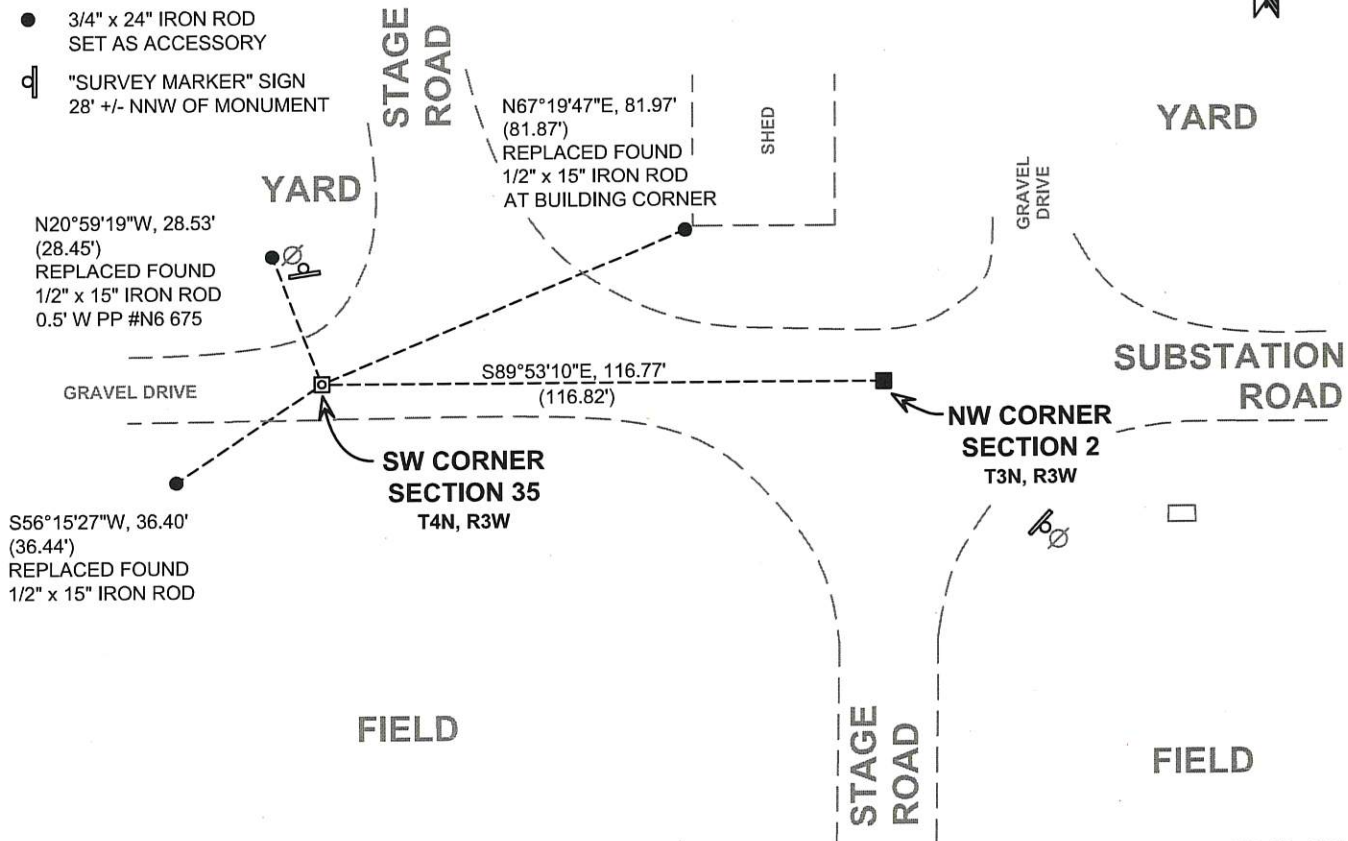 3/4" x 24" IRON ROD
SET AS ACCESSORY
"SURVEY MARKER" SIGN
28' +/- NNW OF MONUMENT
STAGE
ROAD
N67°19'47"E, 81.97'
(81.87')
REPLACED FOUND
1/2" x 15" IRON ROD
AT BUILDING CORNER
SHED
YARD
YARD
GRAVEL
DRIVE
N20°59'19"W, 28.53'
(28.45')
REPLACED FOUND
1/2" x 15" IRON ROD
0.5' W PP #N6 675
GRAVEL DRIVE
S89°53'10"E, 116.77'
(116.82')
SUBSTATION
ROAD
NW CORNER
SECTION 2
T3N, R3W
SW CORNER
SECTION 35
T4N, R3W
S56°15'27"W, 36.40'
(36.44')
REPLACED FOUND
1/2" x 15" IRON ROD
FIELD
STAGE
ROAD
FIELD